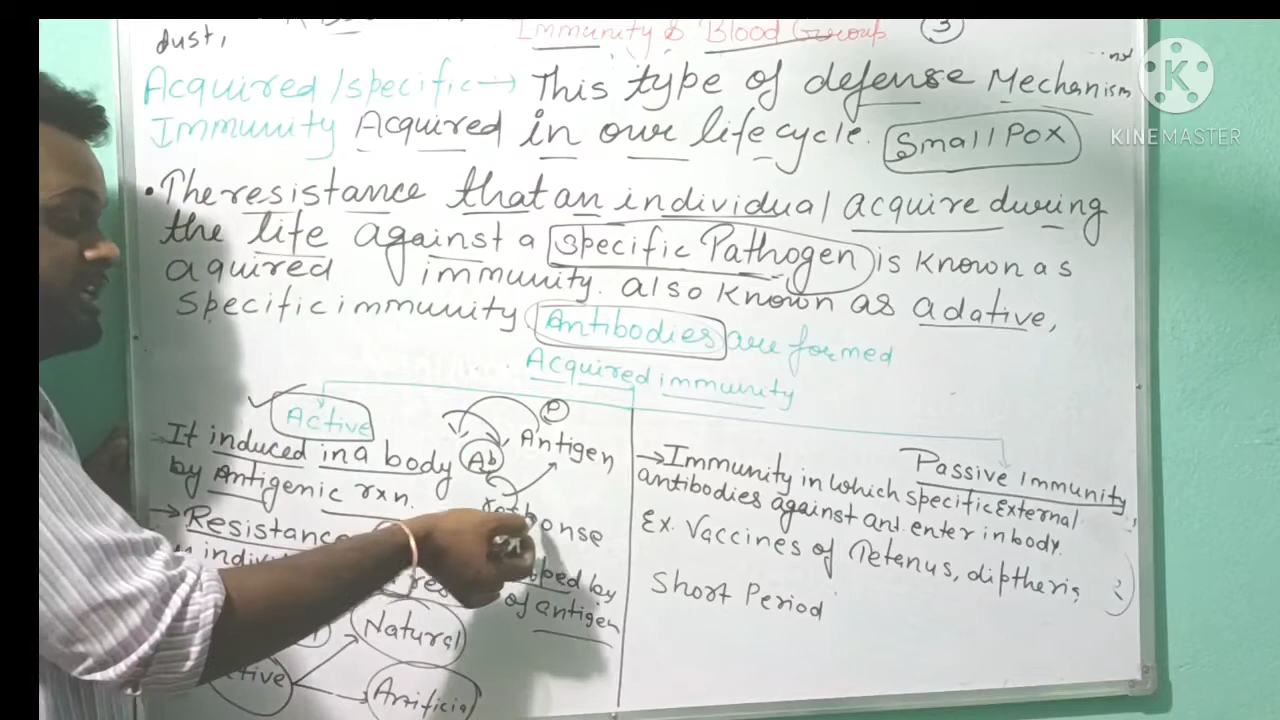 dust,
Immunity & Blood Group 3
Acquired/specific → This type of defense Mechanism
Immunity Acquired in our life cycle. Small Pox
K
KINEMASTER
• The resistance that an individual acquire during
the life against a specific Pathogen is known as
aquired immunity. also known as adative,
specific immunity Antibodies are formed
Acquired immunity
Active
→ It induced in a body
by Antigenic rxn.
P
Antigen
Ab
response
→ Resistance
by
of antigen
Natural
Arificial
Passive Immunity
→ Immunity in which specific External
antibodies against ant. enter in body.
Ex. Vaccines of Tetenus, diptheris
Short Period